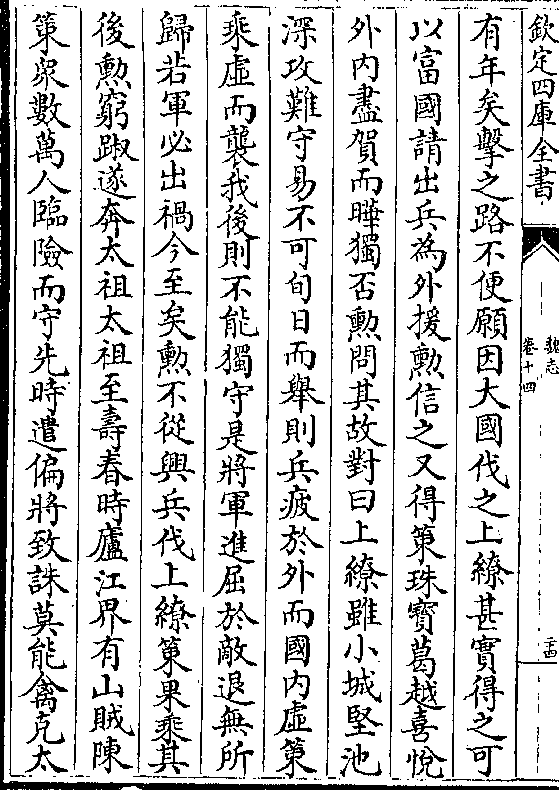 欽定四庫全書
魏志
卷十四
二十四
有年矣擊之路不便願因大國伐之上繚甚實得之可
以富國請出兵為外援勲信之又得策珠寳葛越喜悅
外内盡賀而曄獨否勲問其故對曰上繚雖小城堅池
深攻難守易不可旬日而舉則兵疲於外而國内虛策
乘虛而襲我後則不能獨守是將軍進屈於敵退無所
歸若軍必出禍今至矣勲不從興兵伐上繚策果乘其
後勲窮踧遂奔太祖太祖至壽春時廬江界有山賊陳
策衆數萬人臨險而守先時遣偏將致誅莫能禽克太